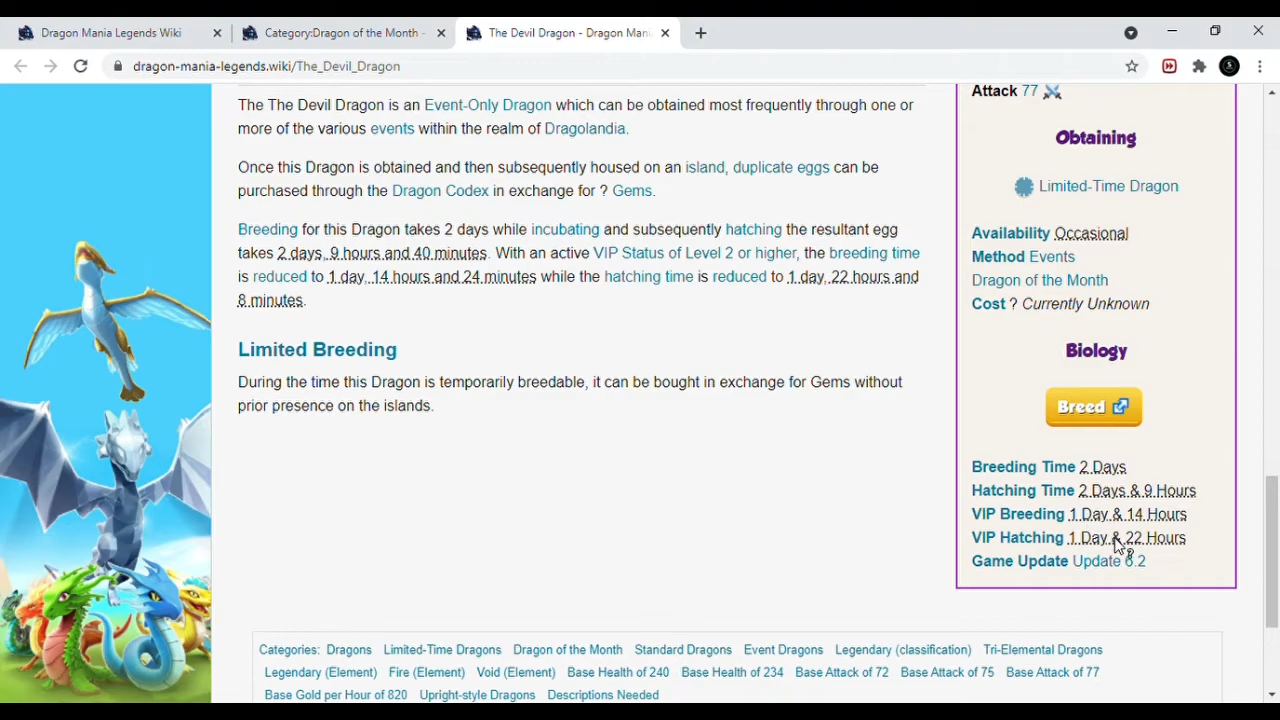 Dragon Mania Legends Wiki
Category:Dragon of the Month -
The Devil Dragon - Dragon Mani
dragon-mania-legends.wiki/The_Devil_Dragon
The The Devil Dragon is an Event-Only Dragon which can be obtained most frequently through one or
more of the various events within the realm of Dragolandia.
Once this Dragon is obtained and then subsequently housed on an island, duplicate eggs can be
purchased through the Dragon Codex in exchange for ? Gems.
Breeding for this Dragon takes 2 days while incubating and subsequently hatching the resultant egg
takes 2 days, 9 hours and 40 minutes. With an active VIP Status of Level 2 or higher, the breeding time
is reduced to 1 day, 14 hours and 24 minutes while the hatching time is reduced to 1 day, 22 hours and
8 minutes.
Limited Breeding
During the time this Dragon is temporarily breedable, it can be bought in exchange for Gems without
prior presence on the islands.
Attack 77
Obtaining
Limited-Time Dragon
Availability Occasional
Method Events
Dragon of the Month
Cost ? Currently Unknown
Biology
Breed
Breeding Time 2 Days
Hatching Time 2 Days & 9 Hours
VIP Breeding 1 Day & 14 Hours
VIP Hatching 1 Day & 22 Hours
Game Update Update 6.2
Categories: Dragons Limited-Time Dragons Dragon of the Month Standard Dragons Event Dragons Legendary (classification) Tri-Elemental Dragons
Legendary (Element) Fire (Element) Void (Element) Base Health of 240 Base Health of 234 Base Attack of 72 Base Attack of 75 Base Attack of 77
Base Gold per Hour of 820 Upright-style Dragons Descriptions Needed